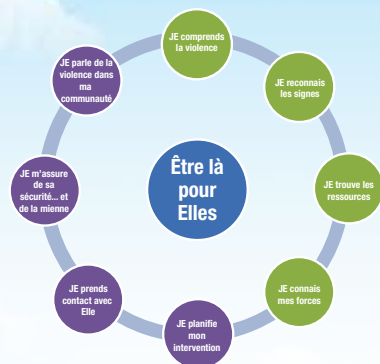 JE comprends
la violence
JE reconnais
les signes
JE trouve les
ressources
JE connais
mes forces
JE planifie
mon
intervention
JE prends
contact avec
Elle
JE m'assure
de sa
sécurité... et
de la mienne
JE parle de la
violence dans
ma
communauté
Être là
pour
Elles